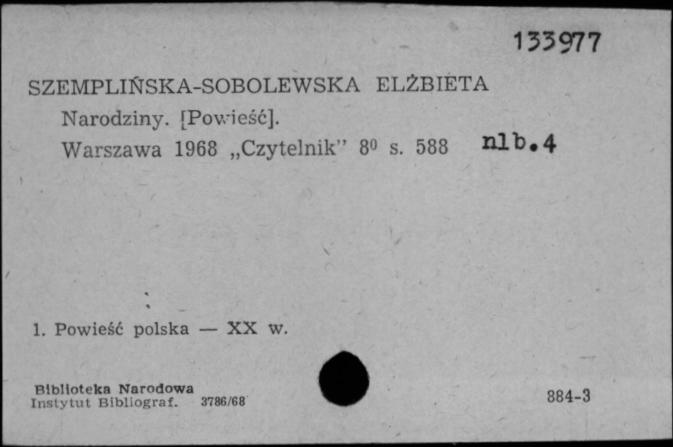 133977
SZEMPLIŃSKA-SOBOLEWSKA ELŻBIETA
Narodziny. [Powieść].
Warszawa 1968 „Czytelnik” 8⁰ s. 588 nlb.4
1. Powieść polska — XX w.
Biblioteka Narodowa
Instytut Bibliograf. 3786/68
884-3